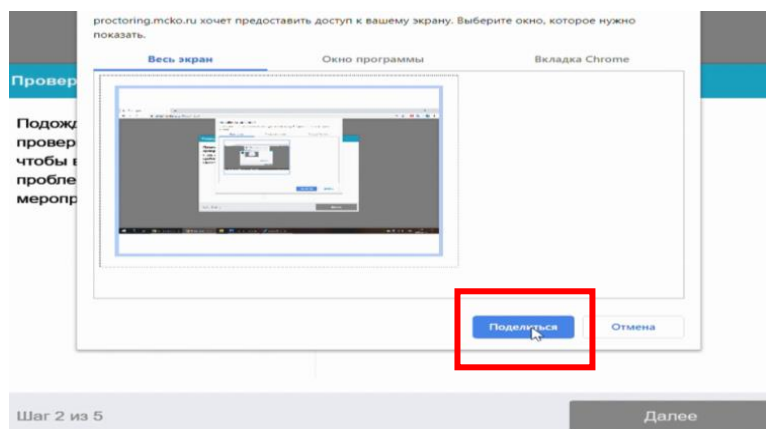 proctoring.mcko.ru хочет предоставить доступ к вашему экрану. Выберите окно, которое нужно
показать.
Весь экран Окно программы Вкладка Chrome
Провер
Подожд
провер
чтобы в
пробле
меропр
Поделиться Отмена
Шаг 2 из 5 Далее